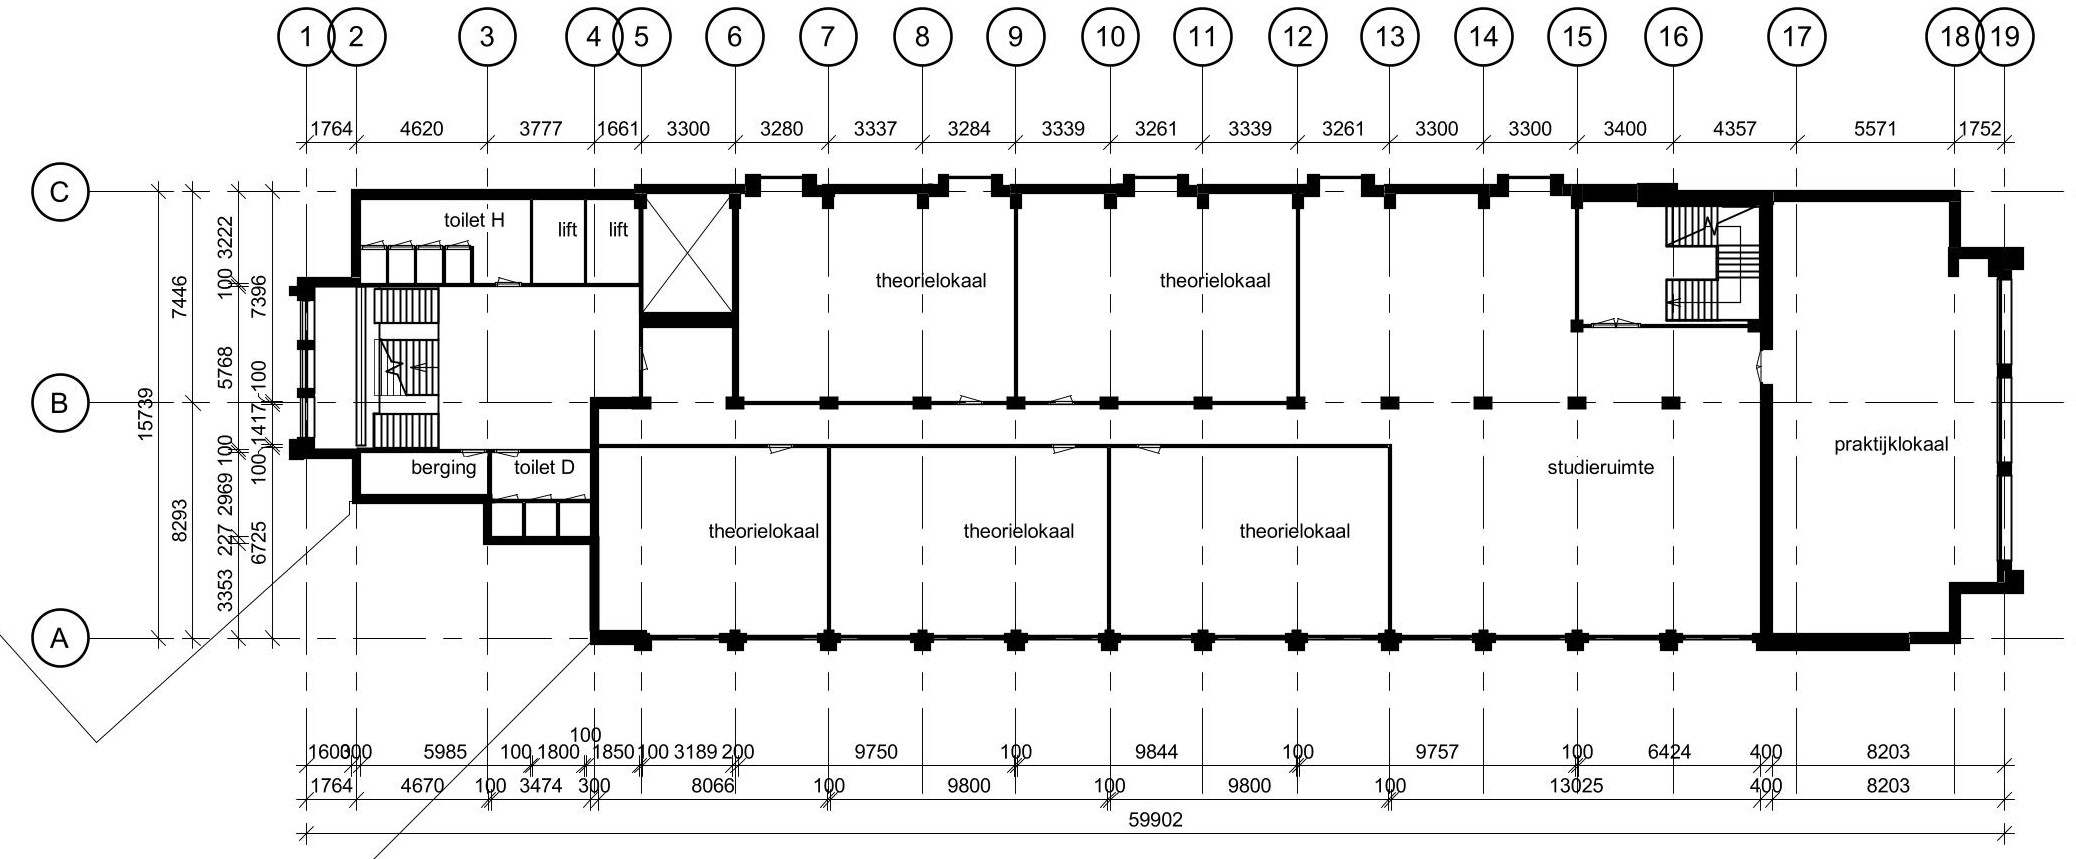 1 2 3 4 5 6 7 8 9 10 11 12 13 14 15 16 17 18 19
1764 4620 3777 1661 3300 3280 3337 3284 3339 3261 3339 3261 3300 3300 3400 4357 5571 1752
C
toilet H
lift
lift
3222
100
7446
7396
theorielokaal
theorielokaal
5768
100
B
15739
1417
100
100
praktijklokaal
berging
toilet D
studieruimte
2969
8293
227
6725
theorielokaal
theorielokaal
theorielokaal
3353
A
100
1600 300 5985 100 1800 1850 100 3189 200 9750 100 9844 100 9757 100 6424 400 8203
1764 4670 100 3474 300 8066 100 9800 100 9800 100 13025 400 8203
59902